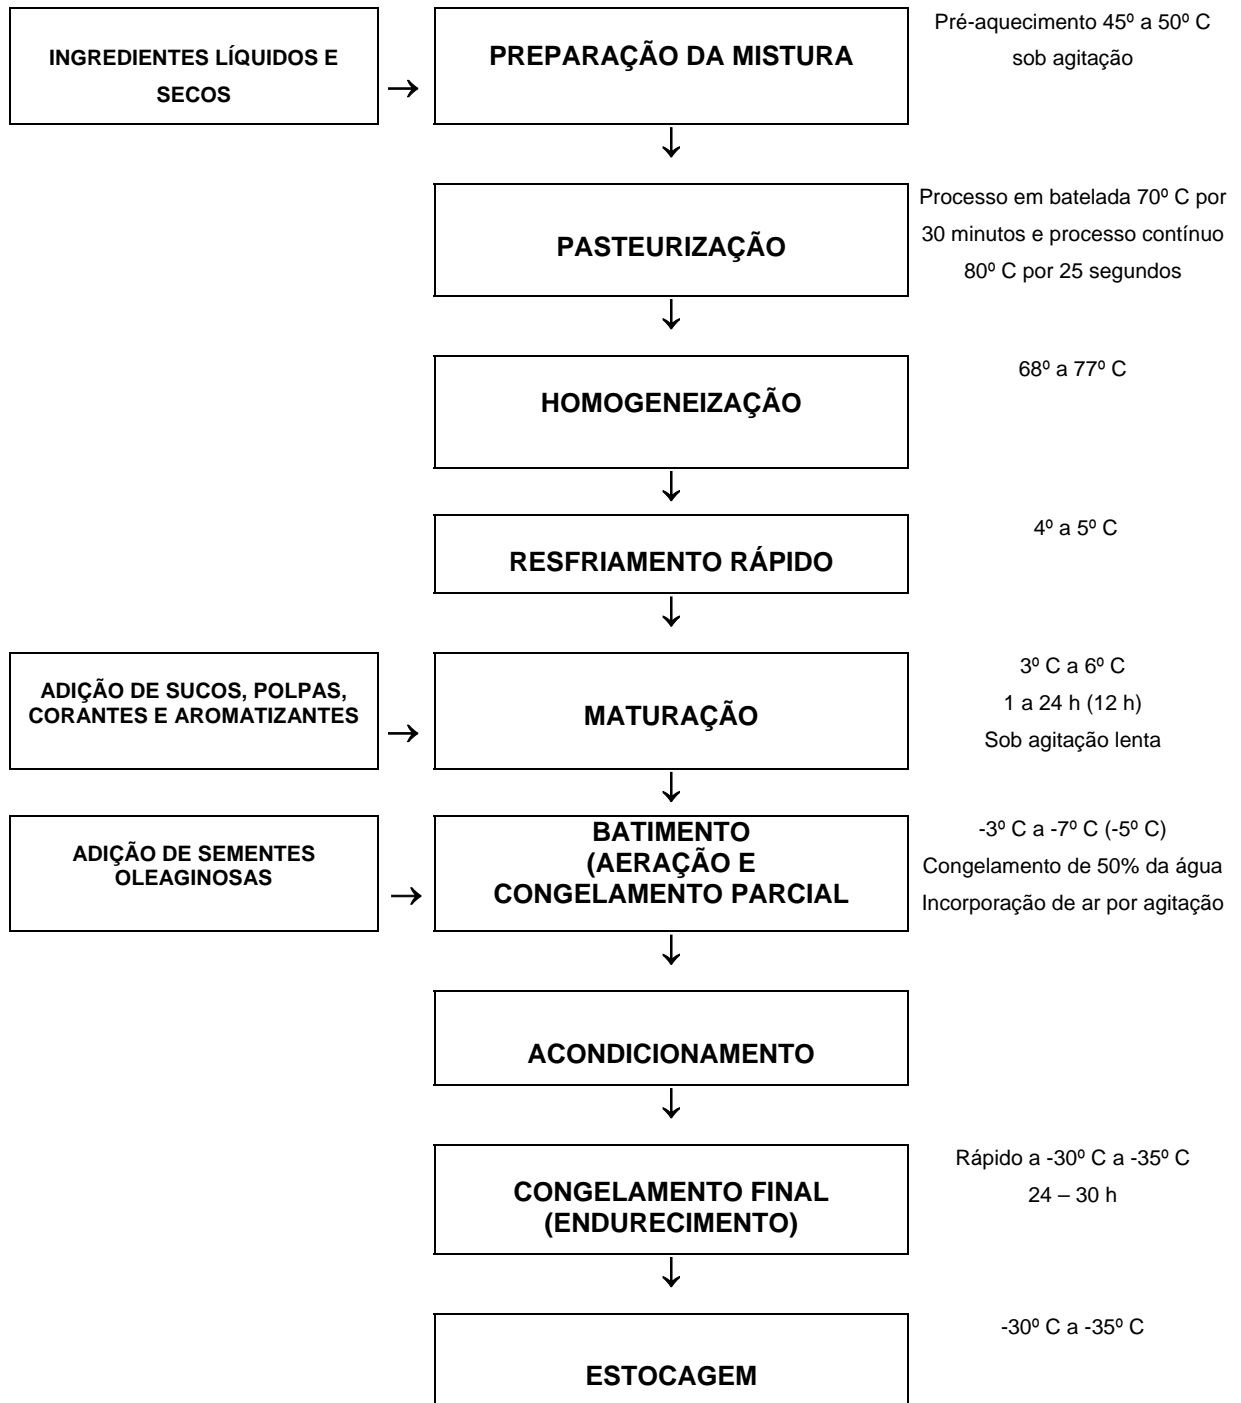 INGREDIENTES LÍQUIDOS E
SECOS
→
PREPARAÇÃO DA MISTURA
Pré-aquecimento 45º a 50º C
sob agitação
↓
PASTEURIZAÇÃO
Processo em batelada 70º C por
30 minutos e processo contínuo
80º C por 25 segundos
↓
HOMOGENEIZAÇÃO
68º a 77º C
↓
RESFRIAMENTO RÁPIDO
4º a 5º C
↓
ADIÇÃO DE SUCOS, POLPAS,
CORANTES E AROMATIZANTES
→
MATURAÇÃO
3º C a 6º C
1 a 24 h (12 h)
Sob agitação lenta
↓
ADIÇÃO DE SEMENTES
OLEAGINOSAS
→
BATIMENTO
(AERAÇÃO E
CONGELAMENTO PARCIAL
-3º C a -7º C (-5º C)
Congelamento de 50% da água
Incorporação de ar por agitação
↓
ACONDICIONAMENTO
↓
CONGELAMENTO FINAL
(ENDURECIMENTO)
Rápido a -30º C a -35º C
24 – 30 h
↓
ESTOCAGEM
-30º C a -35º C